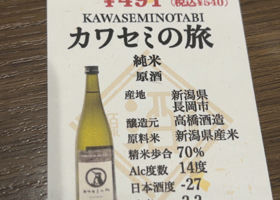 ¥491 (税込¥540)
KAWASEMINOTABI
カワセミの旅
純米
原酒
産地 新潟県
長岡市
醸造元 高橋酒造
原料米 新潟県産米
精米歩合 70%
Alc度数 14度
日本酒度 -27